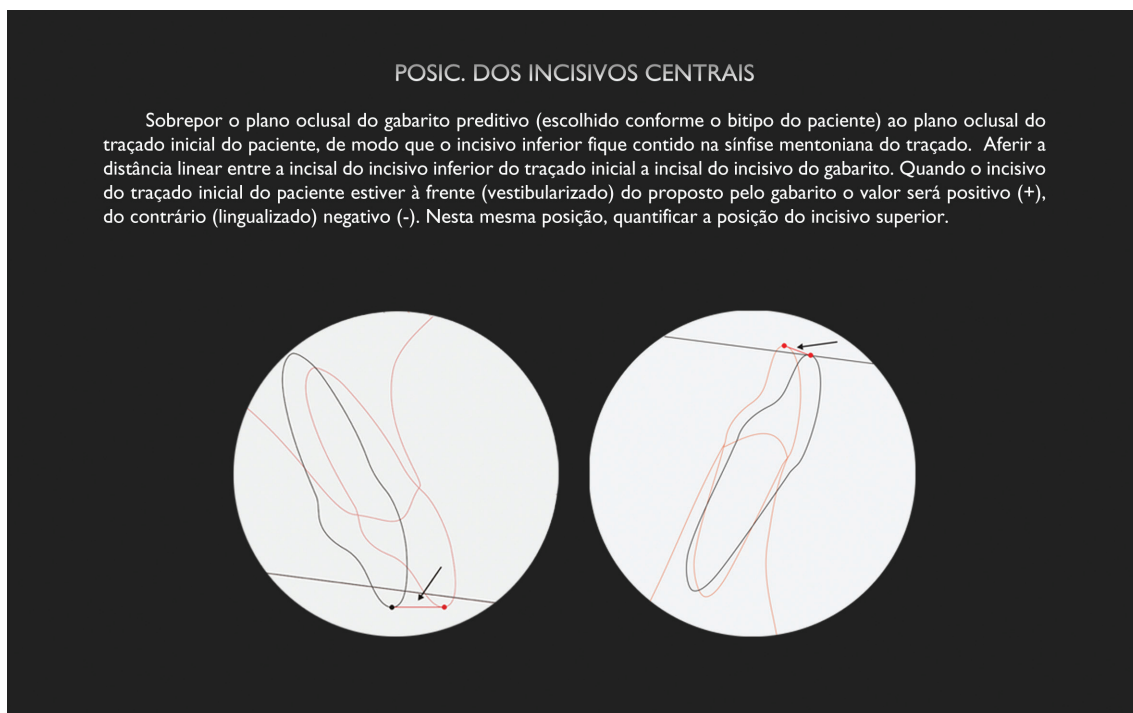 POSIC. DOS INCISIVOS CENTRAIS
Sobrepor o plano oclusal do gabarito preditivo (escolhido conforme o bitipo do paciente) ao plano oclusal do
traçado inicial do paciente, de modo que o incisivo inferior fique contido na sínfise mentoniana do traçado. Aferir a
distância linear entre a incisal do incisivo inferior do traçado inicial a incisal do incisivo do gabarito. Quando o incisivo
do traçado inicial do paciente estiver à frente (vestibularizado) do proposto pelo gabarito o valor será positivo (+),
do contrário (lingualizado) negativo (-). Nesta mesma posição, quantificar a posição do incisivo superior.